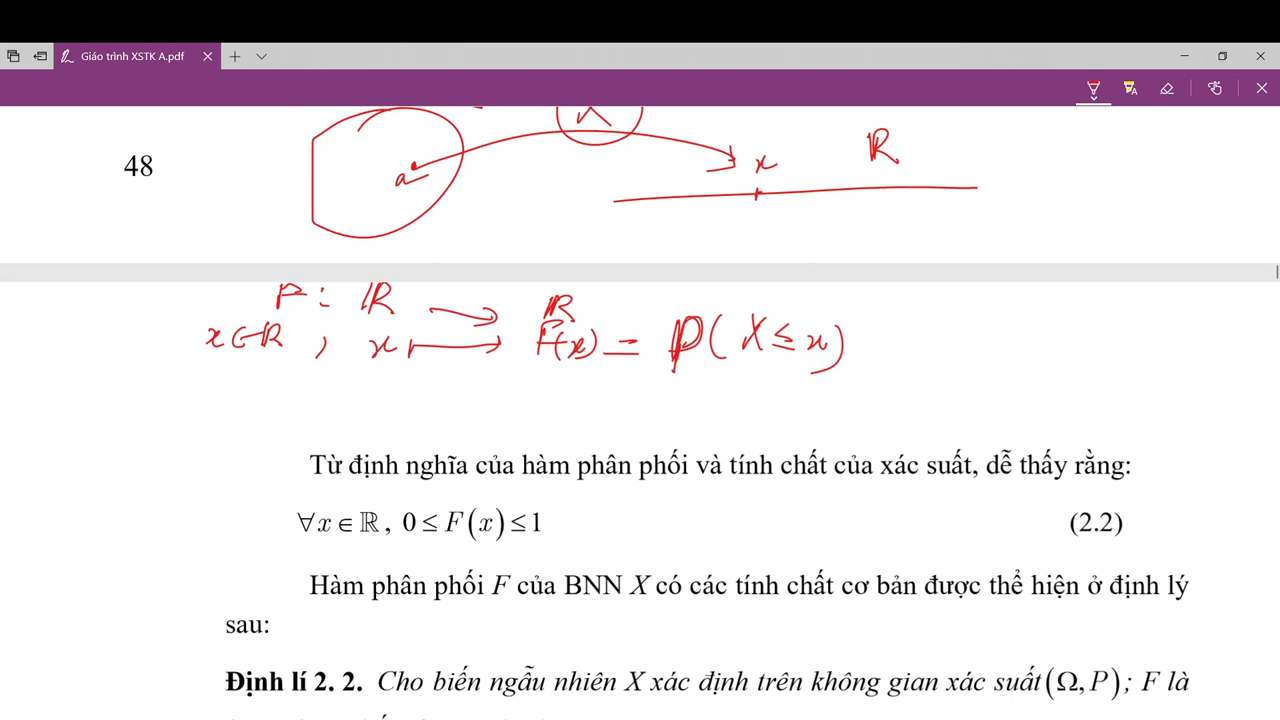 Giáo trình XSTK A.pdf
X
48
a
x
ℝ
F : ℝ → ℝ
x ∈ ℝ , x ↦ F(x) = ℙ( X ≤ x)
Từ định nghĩa của hàm phân phối và tính chất của xác suất, dễ thấy rằng:
∀x ∈ ℝ , 0 ≤ F(x) ≤ 1 (2.2)
Hàm phân phối F của BNN X có các tính chất cơ bản được thể hiện ở định lý
sau:
Định lí 2. 2. Cho biến ngẫu nhiên X xác định trên không gian xác suất (Ω, P) ; F là